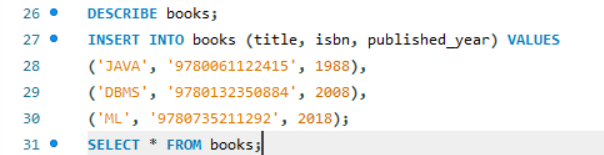 26 DESCRIBE books;
27 INSERT INTO books (title, isbn, published_year) VALUES
28 ('JAVA', '9780061122415', 1988),
29 ('DBMS', '9780132350884', 2008),
30 ('ML', '9780735211292', 2018);
31 SELECT * FROM books;